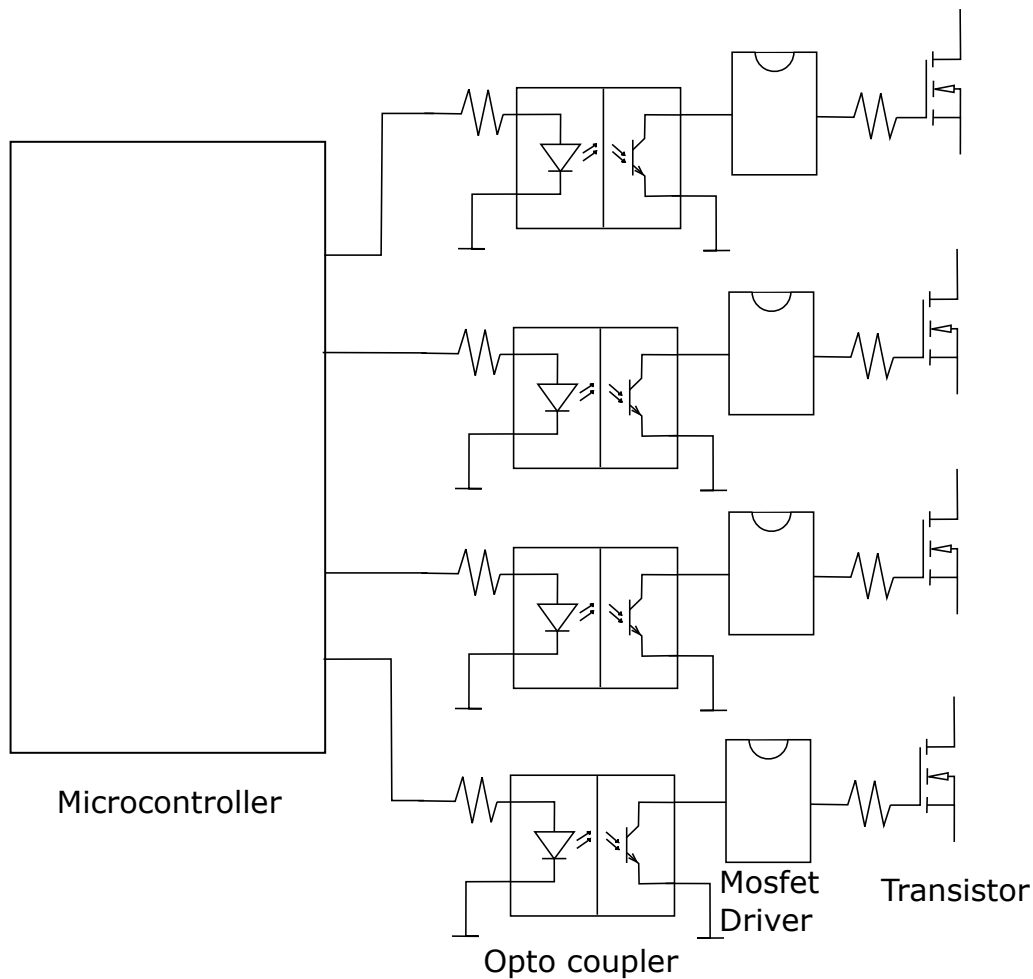 Microcontroller
Mosfet
Driver
Transistor
Opto coupler